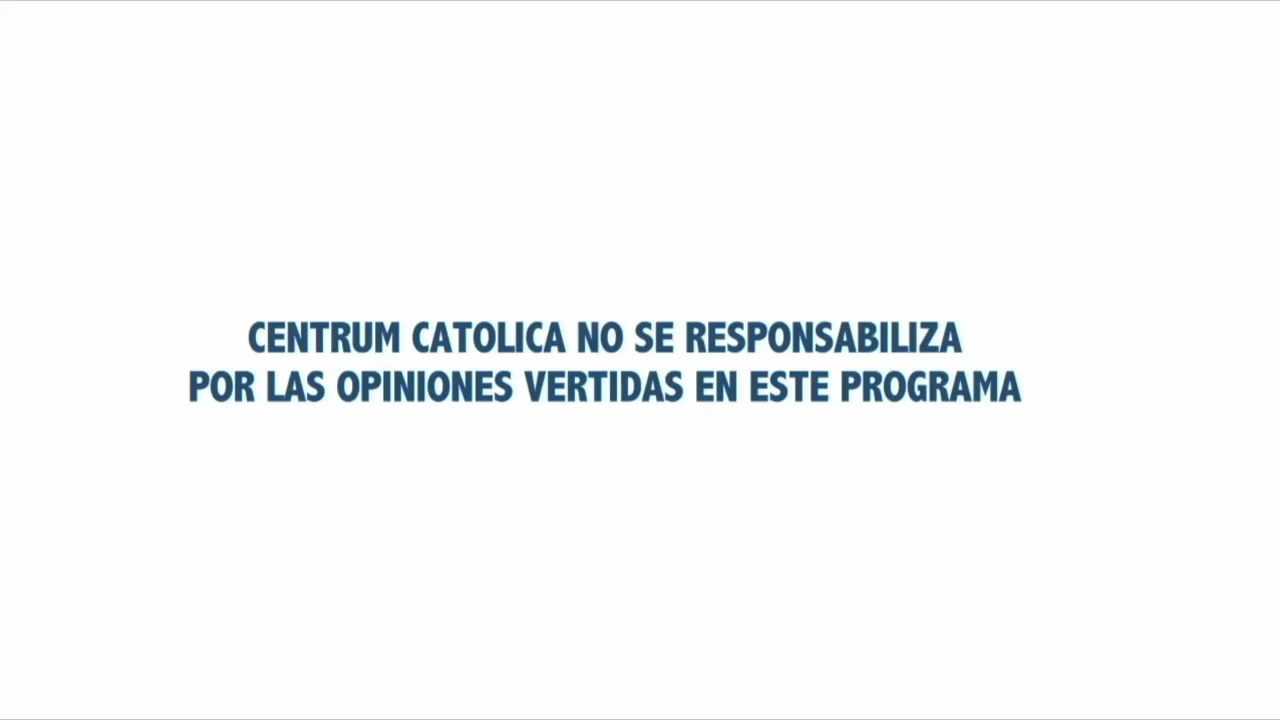 CENTRUM CATOLICA NO SE RESPONSABILIZA
POR LAS OPINIONES VERTIDAS EN ESTE PROGRAMA